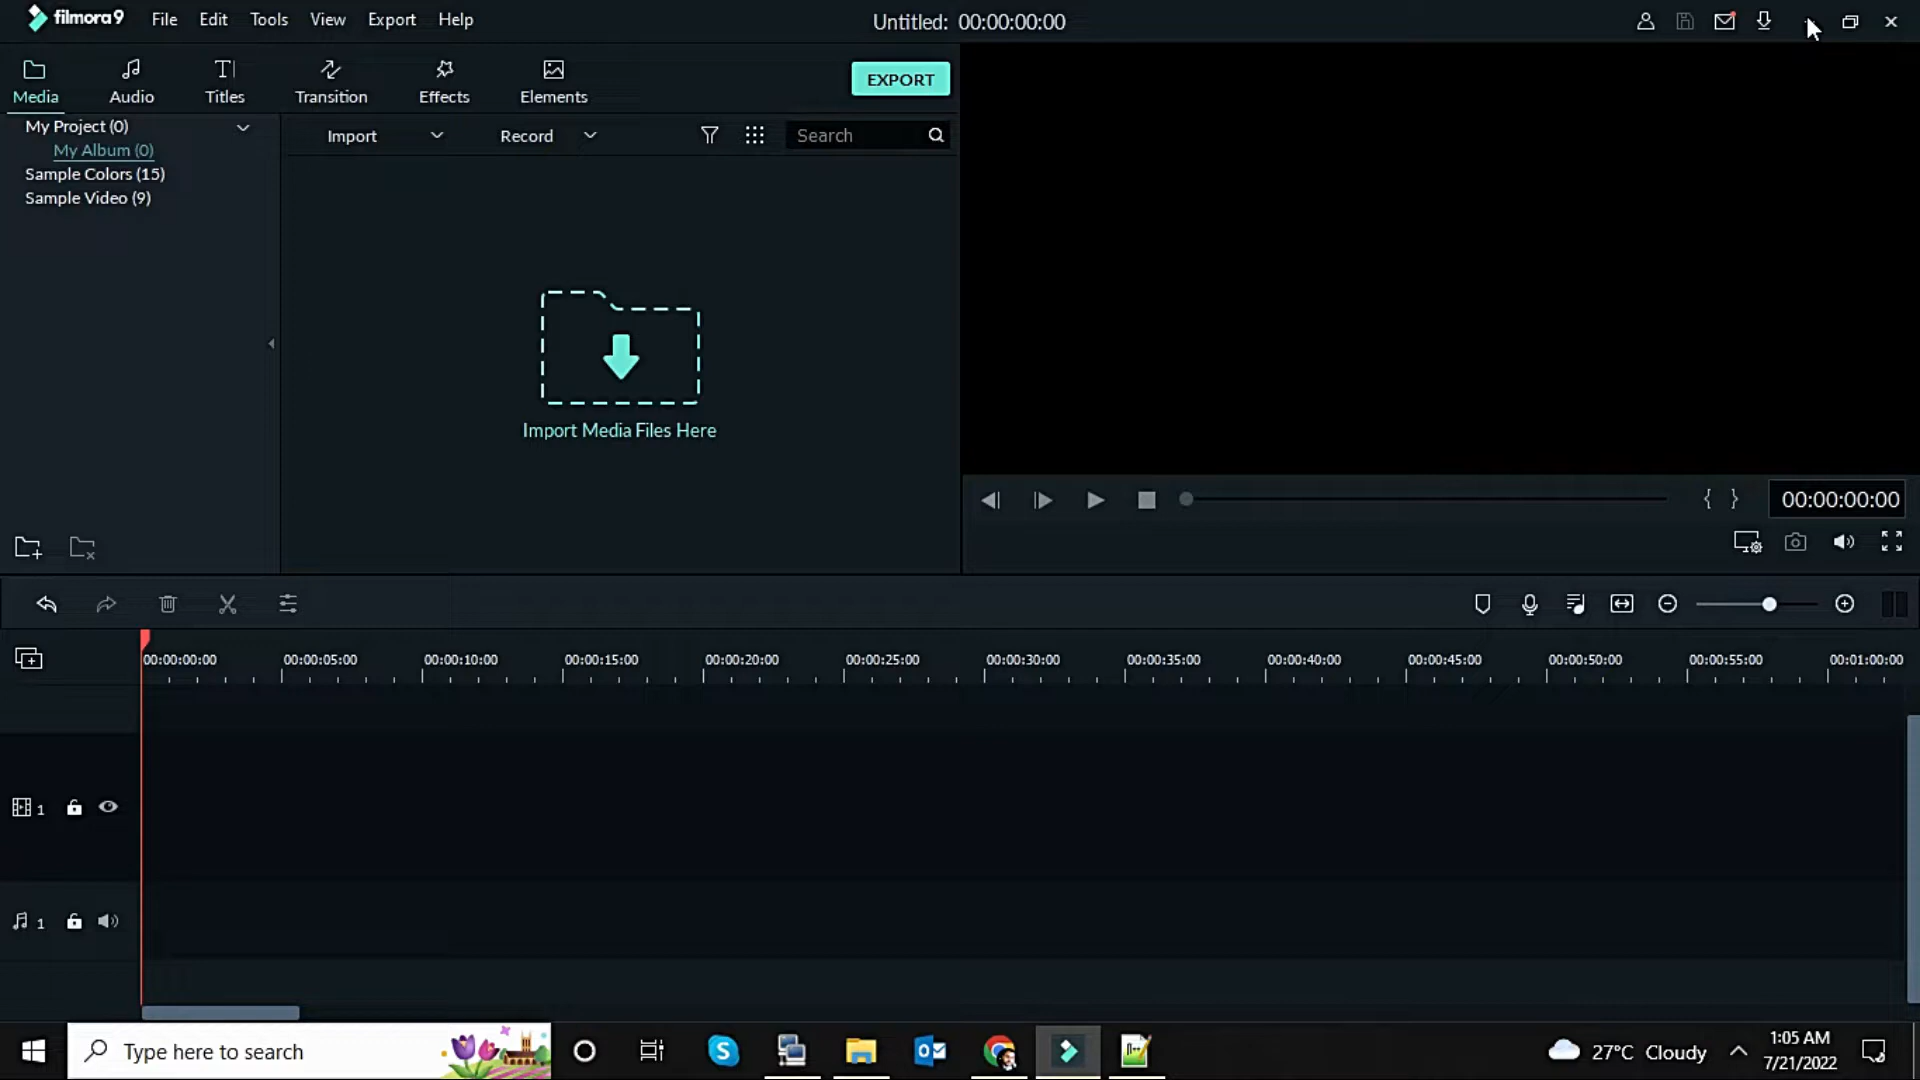 filmora9 File Edit Tools View Export Help Untitled: 00:00:00:00
Media Audio Titles Transition Effects Elements EXPORT
My Project (0)
My Album (0)
Sample Colors (15)
Sample Video (9)
Import Record Search
Import Media Files Here
{ } 00:00:00:00
00:00:00:00 00:00:05:00 00:00:10:00 00:00:15:00 00:00:20:00 00:00:25:00 00:00:30:00 00:00:35:00 00:00:40:00 00:00:45:00 00:00:50:00 00:00:55:00 00:01:00:00
1
1
Type here to search 27°C Cloudy 1:05 AM
7/21/2022